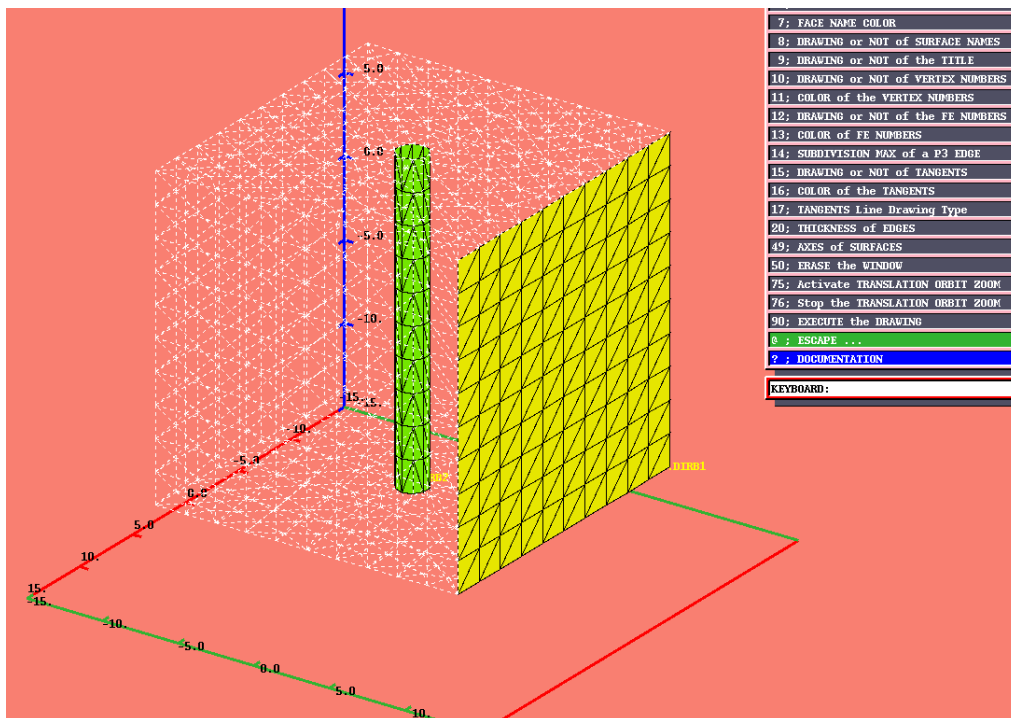 7; FACE NAME COLOR
8; DRAWING or NOT of SURFACE NAMES
9; DRAWING or NOT of the TITLE
10; DRAWING or NOT of VERTEX NUMBERS
11; COLOR of the VERTEX NUMBERS
12; DRAWING or NOT of the FE NUMBERS
13; COLOR of FE NUMBERS
14; SUBDIVISION MAX of a P3 EDGE
15; DRAWING or NOT of TANGENTS
16; COLOR of the TANGENTS
17; TANGENTS Line Drawing Type
20; THICKNESS of EDGES
49; AXES of SURFACES
50; ERASE the WINDOW
75; Activate TRANSLATION ORBIT ZOOM
76; Stop the TRANSLATION ORBIT ZOOM
90; EXECUTE the DRAWING
@ ; ESCAPE ...
? ; DOCUMENTATION
KEYBOARD:
5.0
0.0
-5.0
-10.
-15.
-15.
-10.
-5.0
0.0
5.0
10.
15.
-15.
-10.
-5.0
0.0
5.0
10.
DIRB1